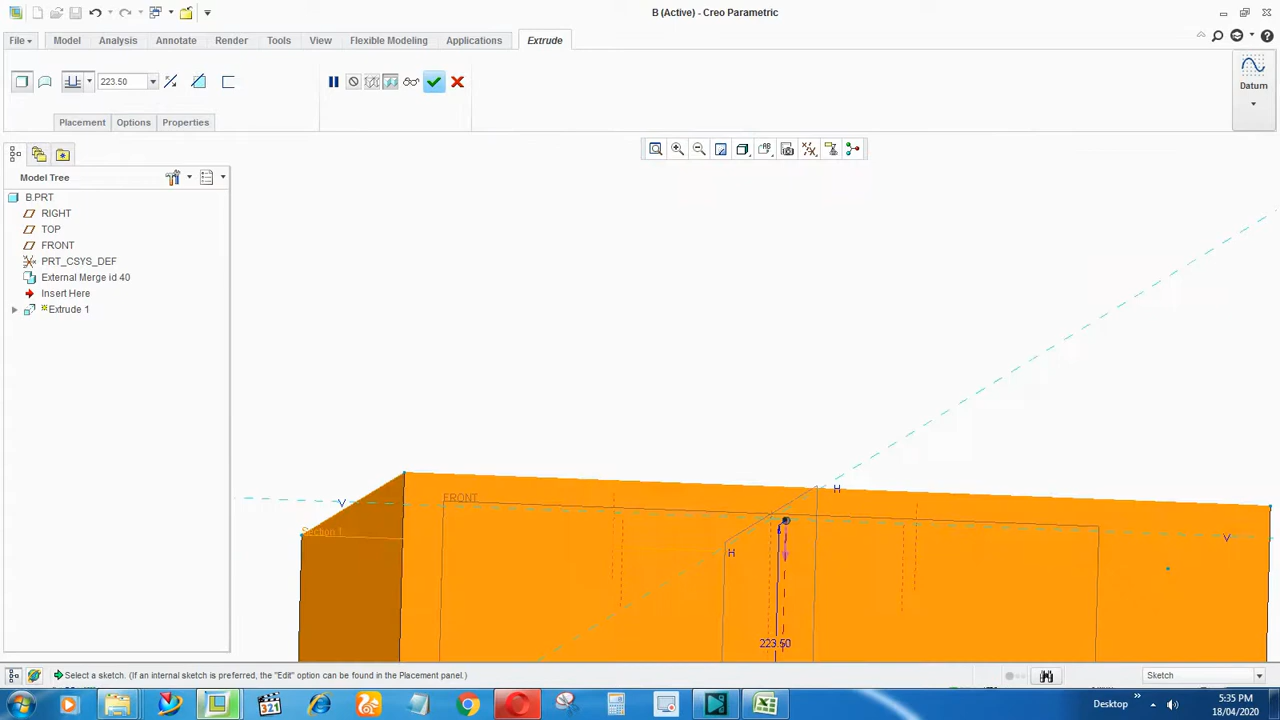 B (Active) - Creo Parametric
File
Model
Analysis
Annotate
Render
Tools
View
Flexible Modeling
Applications
Extrude
223.50
Datum
Placement
Options
Properties
Model Tree
B.PRT
RIGHT
TOP
FRONT
PRT_CSYS_DEF
External Merge id 40
Insert Here
Extrude 1
FRONT
Section 1
V
H
H
V
223.50
Select a sketch. (If an internal sketch is preferred, the "Edit" option can be found in the Placement panel.)
Sketch
321
Desktop
5:35 PM
18/04/2020